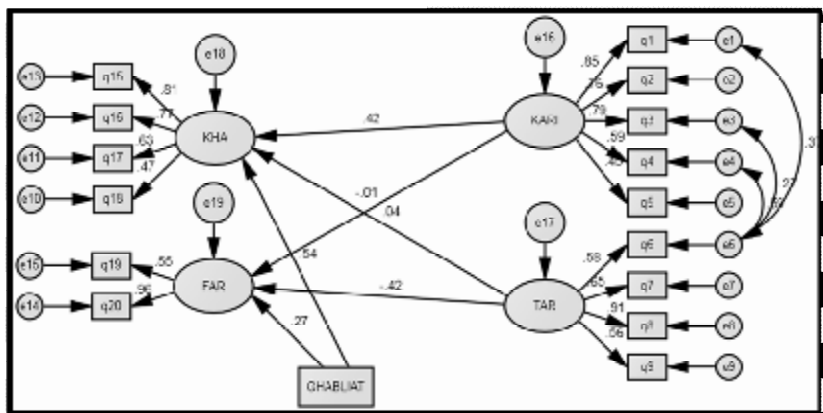 e18
e16
q1
e1
e13
q15
.81
.85
q2
e2
e12
q16
.77
.76
KHA
.42
.79
q3
e3
e11
q17
.63
.59
q4
e4
e10
q18
.47
q5
e5
e19
-.01
.04
e17
q6
e6
e15
q19
.55
.54
.58
q7
e7
FAR
-.42
.65
TAR
.91
q8
e8
e14
q20
.96
.27
.56
q9
e9
GHABLIAT